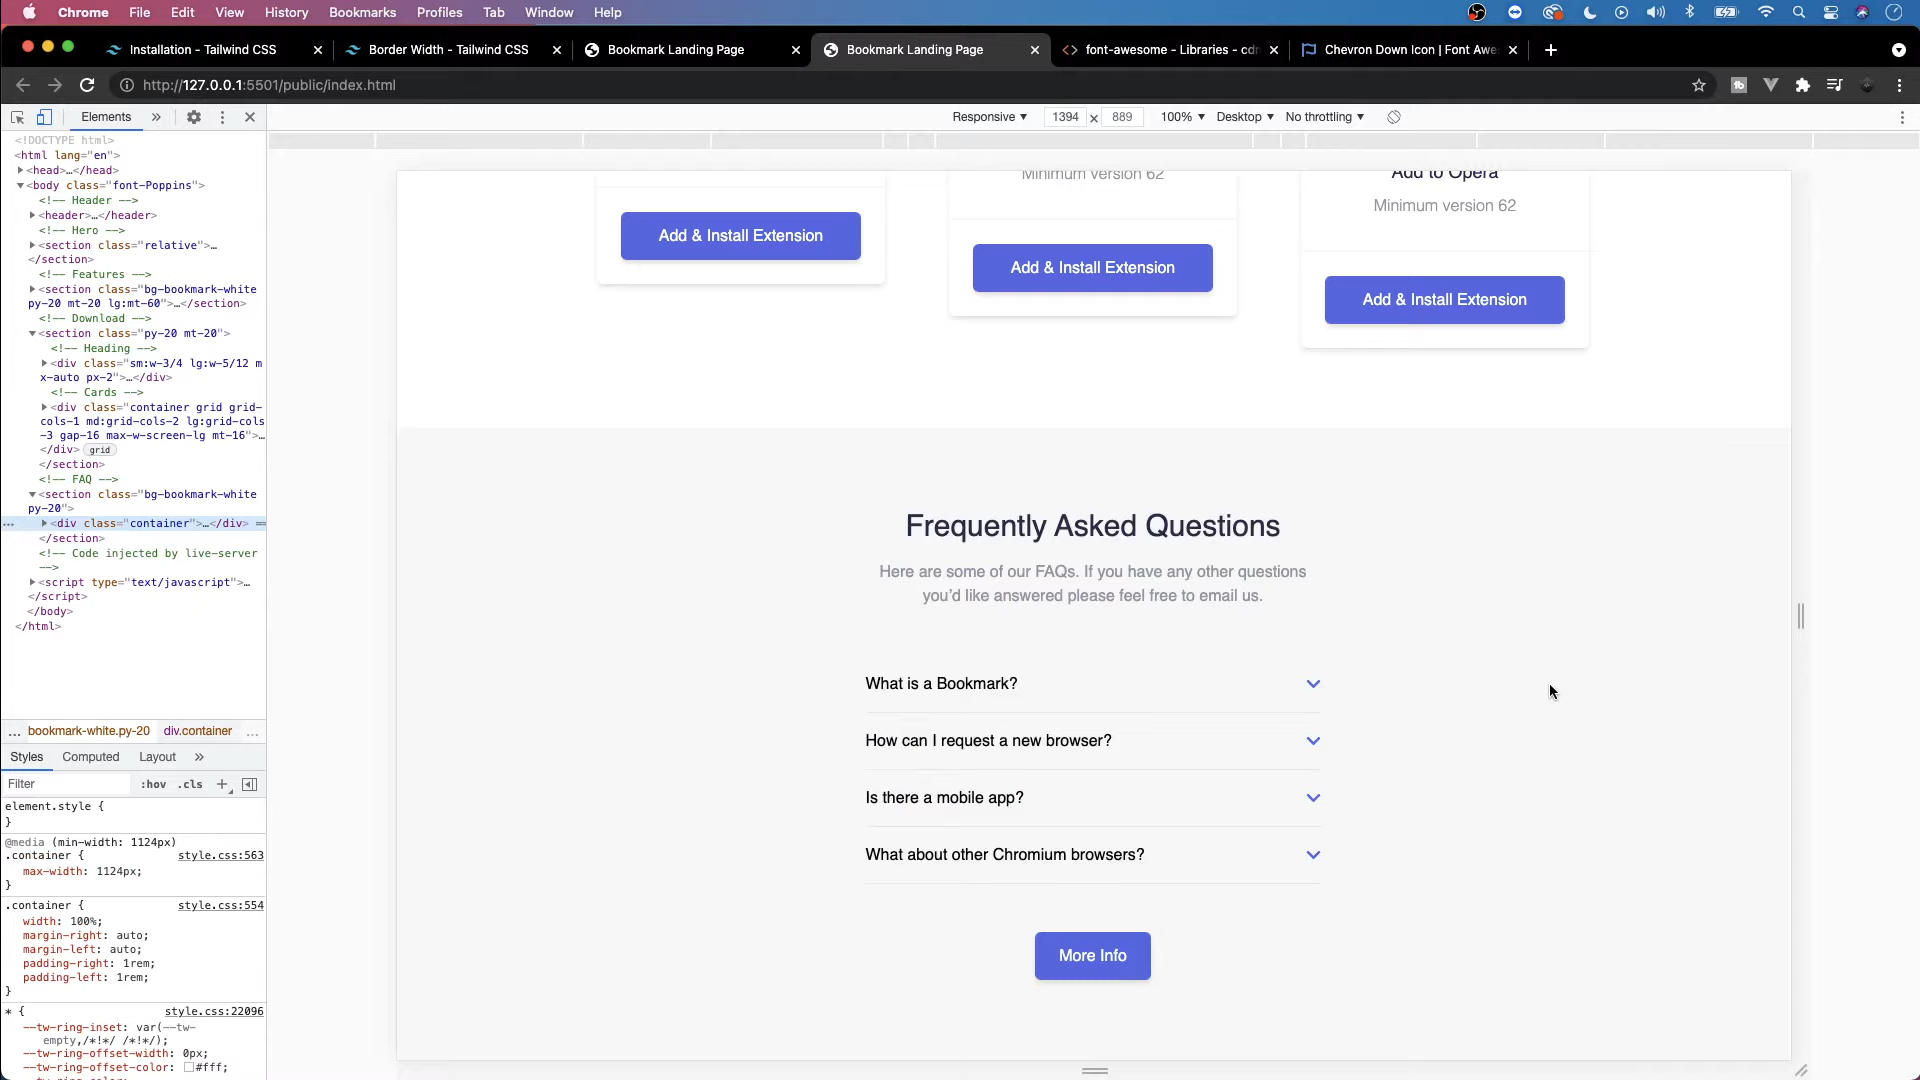 Chrome File Edit View History Bookmarks Profiles Tab Window Help
Installation - Tailwind CSS
Border Width - Tailwind CSS
Bookmark Landing Page
Bookmark Landing Page
font-awesome - Libraries - cdn
Chevron Down Icon | Font Awe
http://127.0.0.1:5501/public/index.html
Elements
Responsive 1394 x 889 100% Desktop No throttling
<!DOCTYPE html>
<html lang="en">
<head>…</head>
<body class="font-Poppins">
<!-- Header -->
<header>…</header>
<!-- Hero -->
<section class="relative">…
</section>
<!-- Features -->
<section class="bg-bookmark-white
py-20 mt-20 lg:mt-60">…</section>
<!-- Download -->
<section class="py-20 mt-20">
<!-- Heading -->
<div class="sm:w-3/4 lg:w-5/12 m
x-auto px-2">…</div>
<!-- Cards -->
<div class="container grid grid-
cols-1 md:grid-cols-2 lg:grid-cols
-3 gap-16 max-w-screen-lg mt-16">…
</div> grid
</section>
<!-- FAQ -->
<section class="bg-bookmark-white
py-20">
… <div class="container">…</div> ==
</section>
<!-- Code injected by live-server
-->
<script type="text/javascript">…
</script>
</body>
</html>
… bookmark-white.py-20 div.container …
Styles Computed Layout »
Filter :hov .cls +
element.style {
}
@media (min-width: 1124px)
.container { style.css:563
max-width: 1124px;
}
.container { style.css:554
width: 100%;
margin-right: auto;
margin-left: auto;
padding-right: 1rem;
padding-left: 1rem;
}
* { style.css:22096
--tw-ring-inset: var(--tw-
empty,/*!*/ /*!*/);
--tw-ring-offset-width: 0px;
--tw-ring-offset-color: #fff;
Minimum version 62
Add to Opera
Minimum version 62
Add & Install Extension
Add & Install Extension
Add & Install Extension
Frequently Asked Questions
Here are some of our FAQs. If you have any other questions
you’d like answered please feel free to email us.
What is a Bookmark?
How can I request a new browser?
Is there a mobile app?
What about other Chromium browsers?
More Info